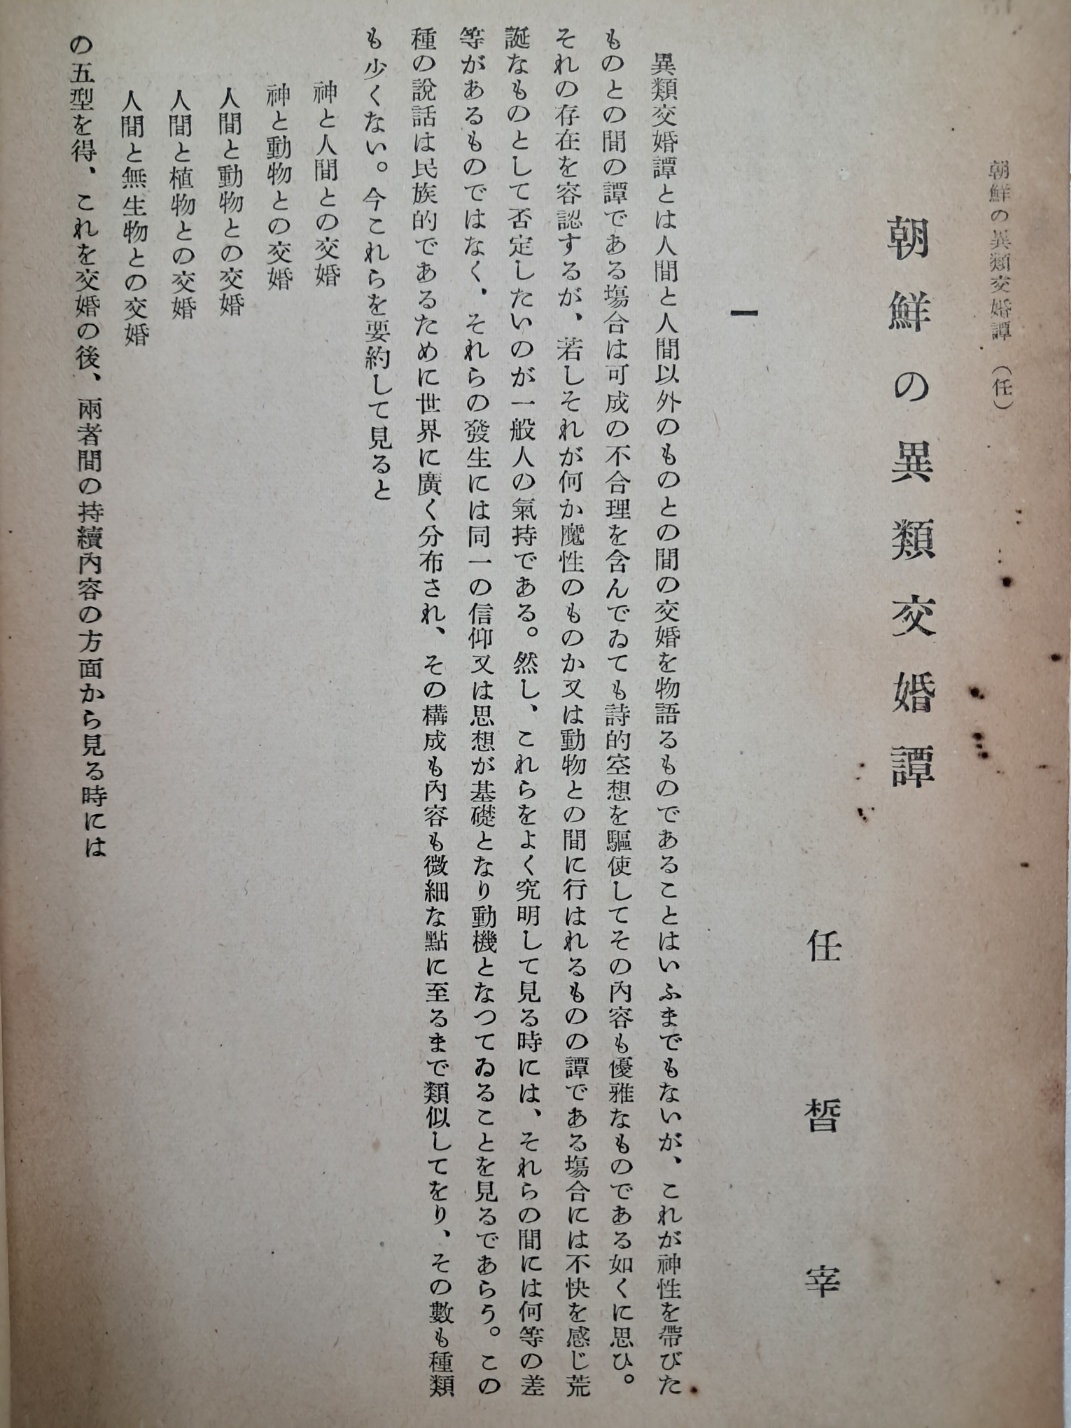 朝鮮の異類交婚譚 （任）
朝鮮の異類交婚譚
任晳宰
一
異類交婚譚とは人間と人間以外のものとの間の交婚を物語るものであることはいふまでもないが、これが神性を帶びた
ものとの間の譚である塲合は可成の不合理を含んでゐても詩的空想を驅使してその內容も優雅なものである如くに思ひ。
それの存在を容認するが、若しそれが何か魔性のものか又は動物との間に行はれるものの譚である塲合には不快を感じ荒
誕なものとして否定したいのが一般人の氣持である。然し、これらをよく究明して見る時には、それらの間には何等の差
等があるものではなく、それらの發生には同一の信仰又は思想が基礎となり動機となつてゐることを見るであらう。この
種の說話は民族的であるために世界に廣く分布され、その構成も內容も微細な點に至るまで類似してをり、その數も種類
も少くない。今これらを要約して見ると
神と人間との交婚
神と動物との交婚
人間と動物との交婚
人間と植物との交婚
人間と無生物との交婚
の五型を得、これを交婚の後、兩者間の持續內容の方面から見る時には